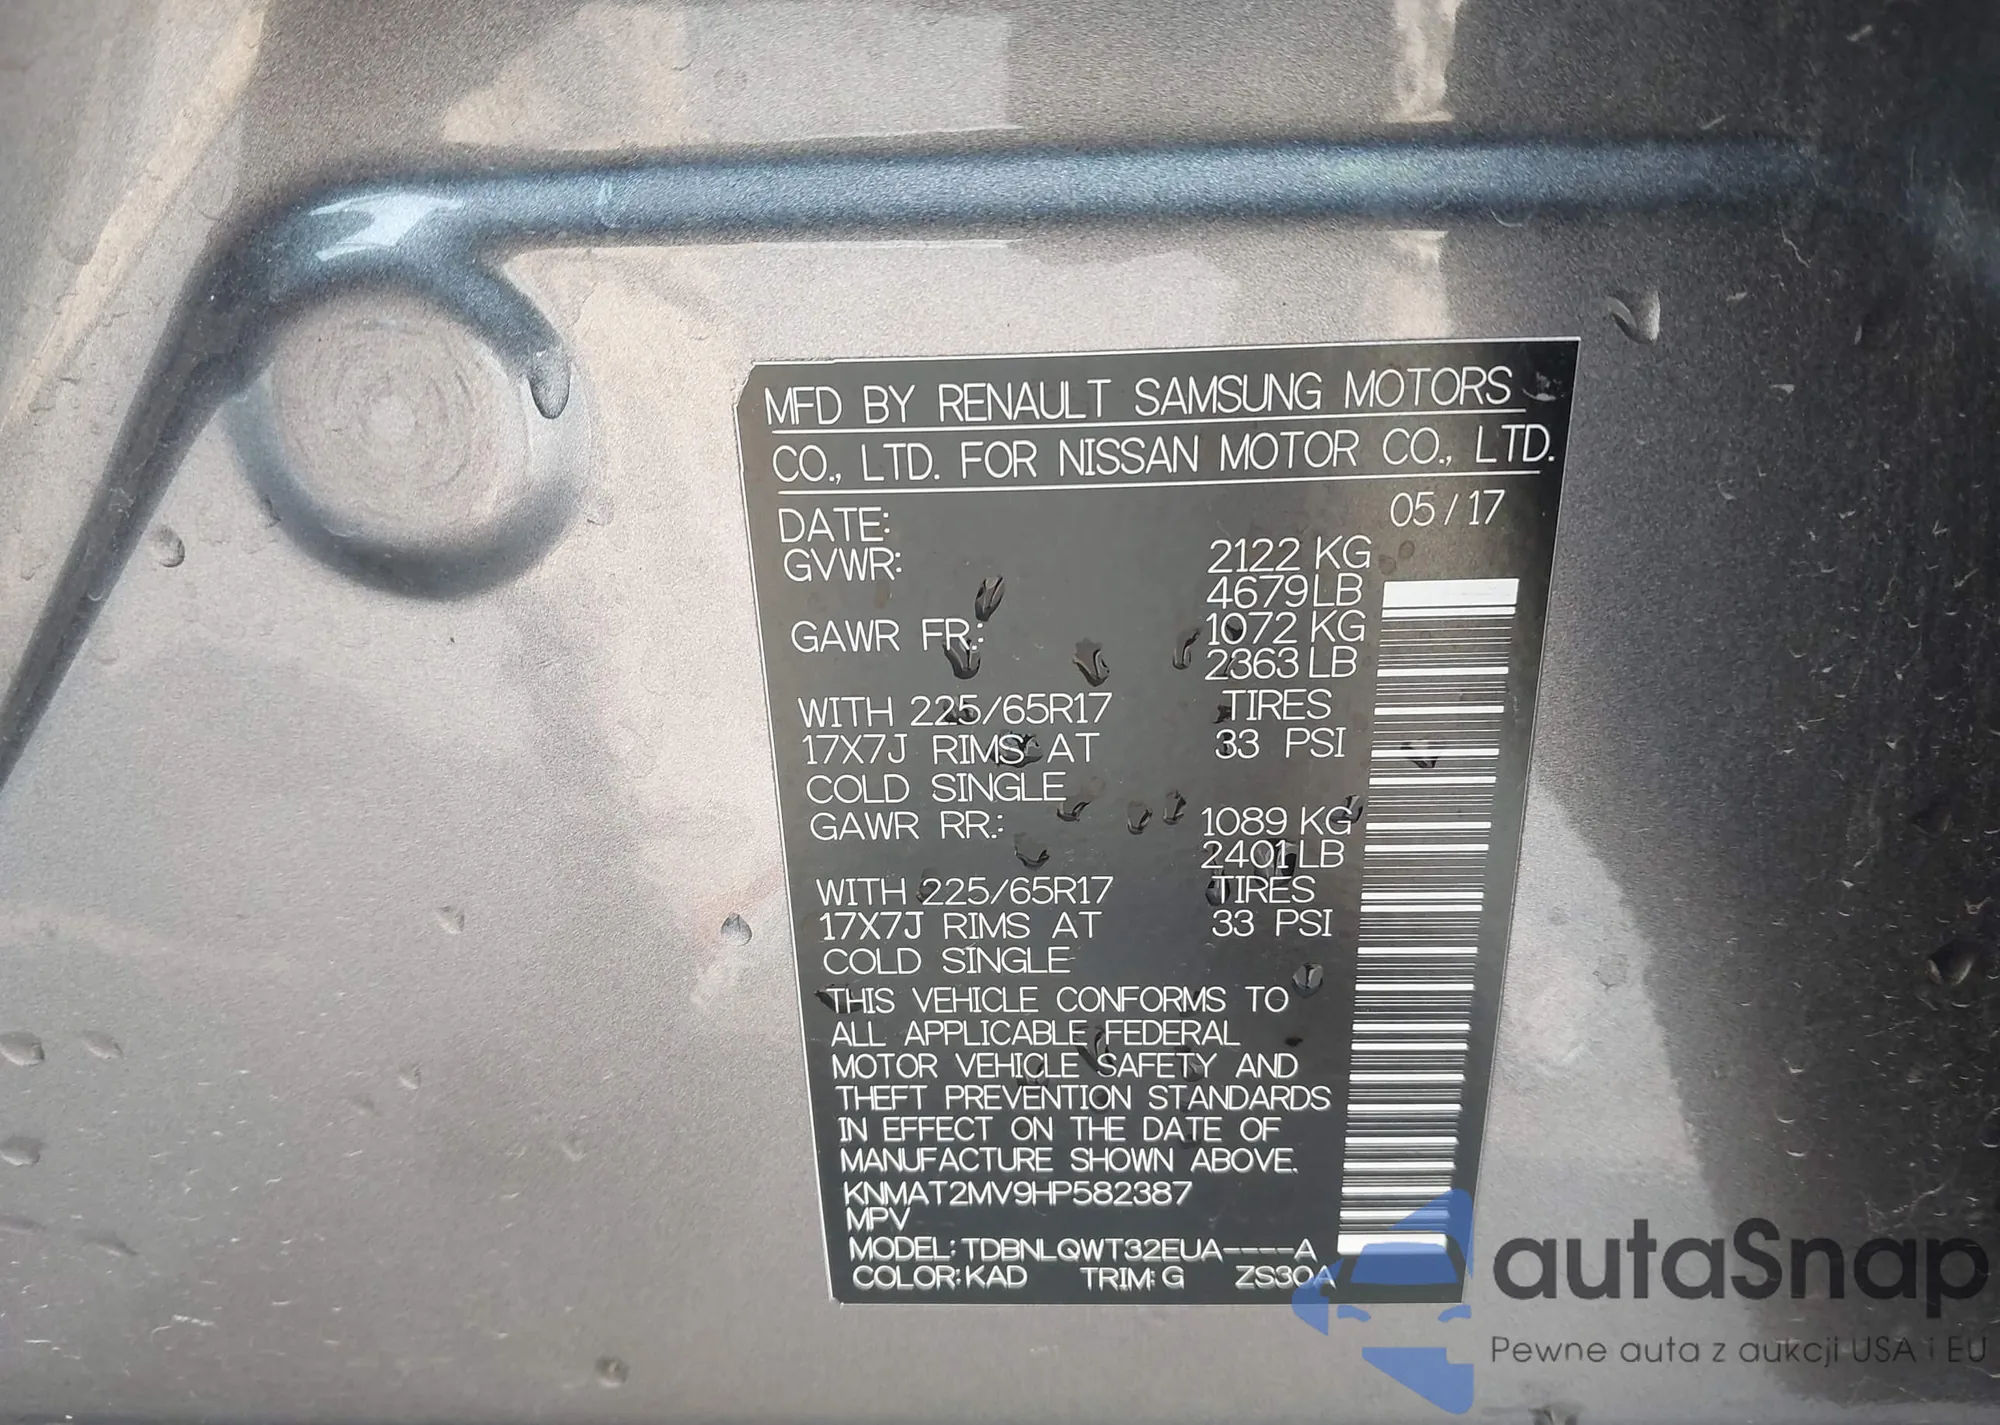 MFD BY RENAULT SAMSUNG MOTORS
CO., LTD. FOR NISSAN MOTOR CO., LTD.
DATE: 05/17
GVWR: 2122 KG
4679 LB
GAWR FR.: 1072 KG
2363 LB
WITH 225/65R17 TIRES
17X7J RIMS AT 33 PSI
COLD SINGLE
GAWR RR.: 1089 KG
2401 LB
WITH 225/65R17 TIRES
17X7J RIMS AT 33 PSI
COLD SINGLE
THIS VEHICLE CONFORMS TO
ALL APPLICABLE FEDERAL
MOTOR VEHICLE SAFETY AND
THEFT PREVENTION STANDARDS
IN EFFECT ON THE DATE OF
MANUFACTURE SHOWN ABOVE.
KNMAT2MV9HP582387
MPV
MODEL: TDBNLQWT32EUA----A
COLOR: KAD TRIM: G ZS30A
autaSnap
Pewne auta z aukcji USA i EU